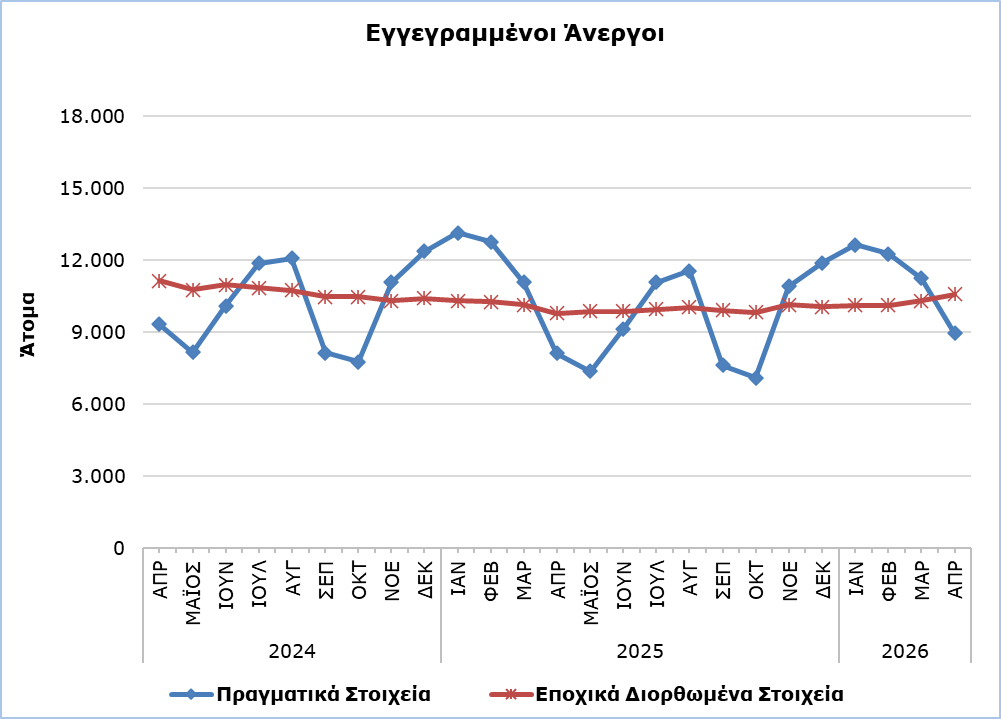 Εγγεγραμμένοι Άνεργοι
Άτομα
18.000
15.000
12.000
9.000
6.000
3.000
0
ΑΠΡ
ΜΑΪΟΣ
ΙΟΥΝ
ΙΟΥΛ
ΑΥΓ
ΣΕΠ
ΟΚΤ
ΝΟΕ
ΔΕΚ
ΙΑΝ
ΦΕΒ
ΜΑΡ
ΑΠΡ
ΜΑΪΟΣ
ΙΟΥΝ
ΙΟΥΛ
ΑΥΓ
ΣΕΠ
ΟΚΤ
ΝΟΕ
ΔΕΚ
ΙΑΝ
ΦΕΒ
ΜΑΡ
ΑΠΡ
2024 2025 2026
Πραγματικά Στοιχεία Εποχικά Διορθωμένα Στοιχεία